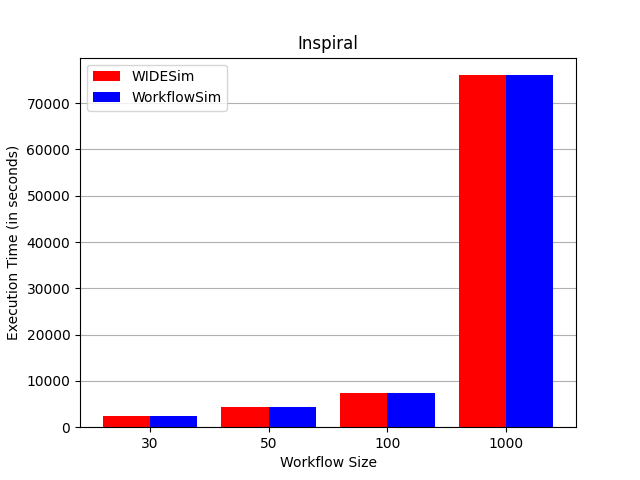 Inspiral
WIDESim
WorkflowSim
Execution Time (in seconds)
70000
60000
50000
40000
30000
20000
10000
0
30 50 100 1000
Workflow Size